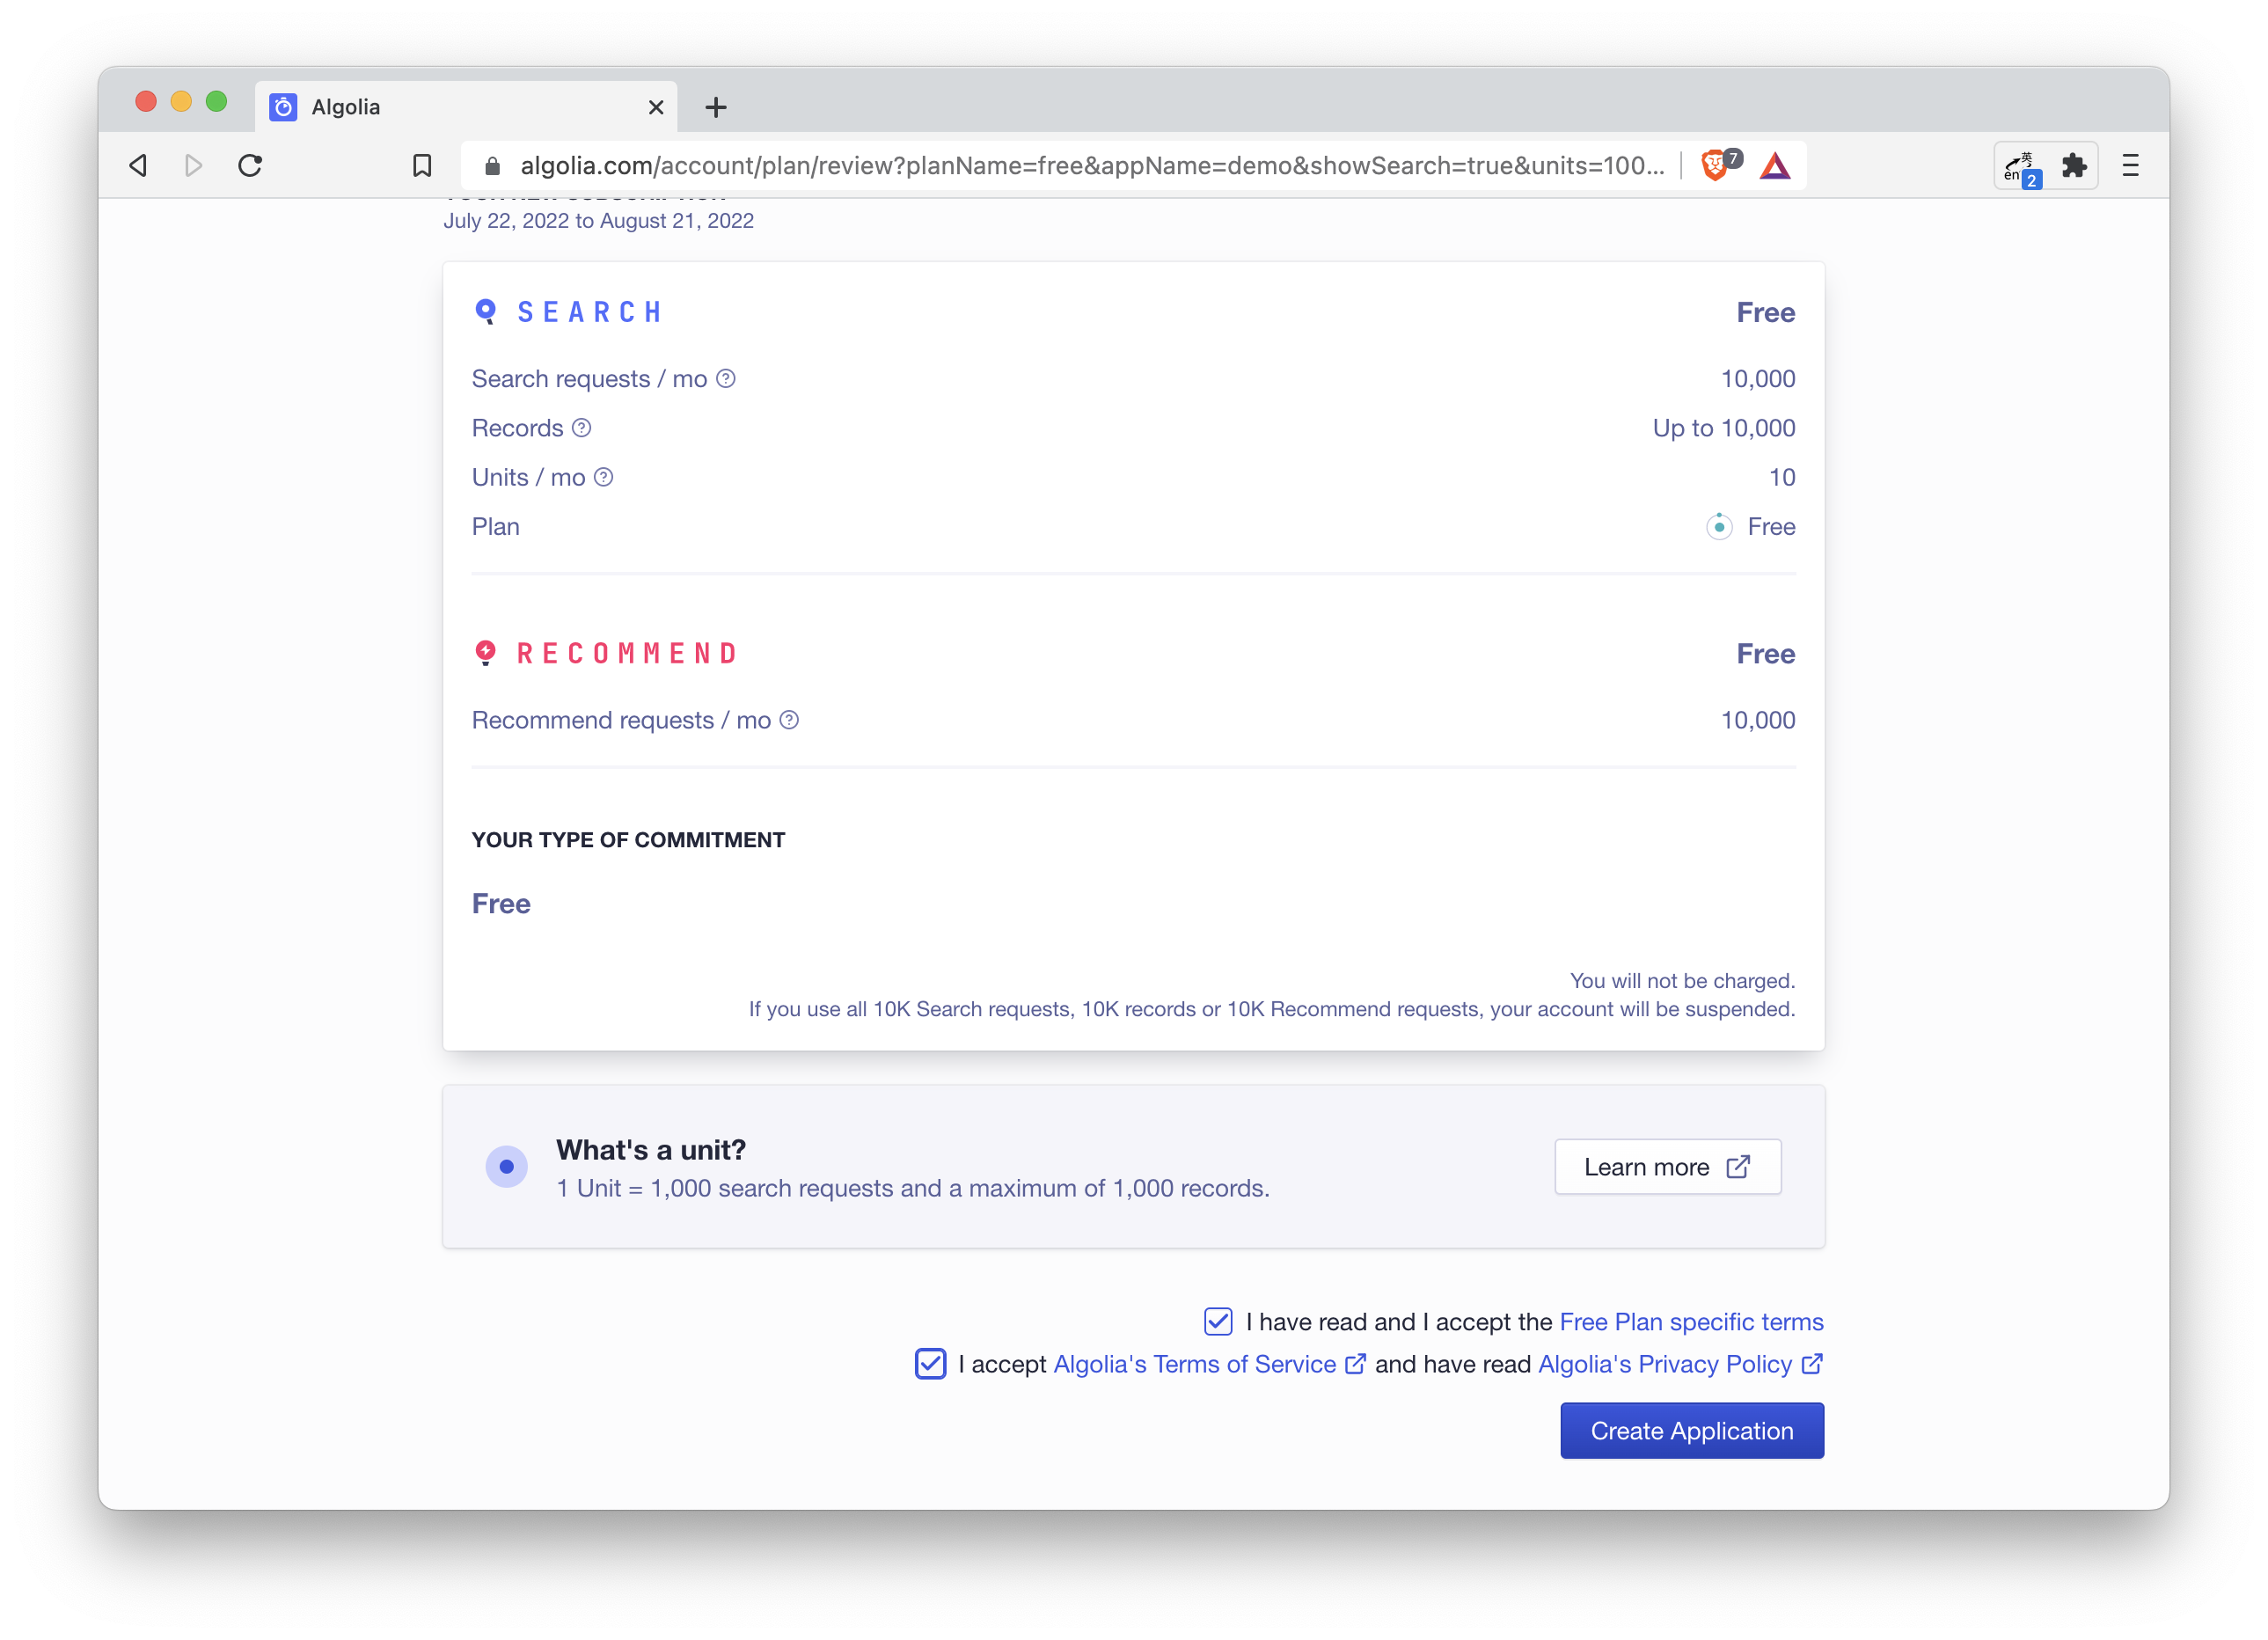 Algolia
algolia.com/account/plan/review?planName=free&appName=demo&showSearch=true&units=100...
7
英
en
2
YOUR NEW SUBSCRIPTION
July 22, 2022 to August 21, 2022
SEARCH Free
Search requests / mo 10,000
Records Up to 10,000
Units / mo 10
Plan Free
RECOMMEND Free
Recommend requests / mo 10,000
YOUR TYPE OF COMMITMENT
Free
You will not be charged.
If you use all 10K Search requests, 10K records or 10K Recommend requests, your account will be suspended.
What's a unit?
1 Unit = 1,000 search requests and a maximum of 1,000 records.
Learn more
I have read and I accept the Free Plan specific terms
I accept Algolia's Terms of Service and have read Algolia's Privacy Policy
Create Application